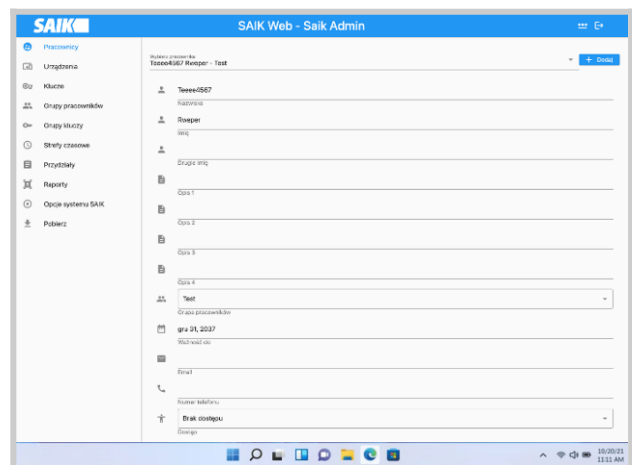 SAIK
SAIK Web - Saik Admin
Pracownicy
Urządzenia
Klucze
Grupy pracowników
Grupy kluczy
Strefy czasowe
Przydziały
Raporty
Opcje systemu SAIK
Pobierz
Wybierz pracownika
Teeee4567 Rweper - Test
+ Dodaj
Teeee4567
Nazwisko
Rweper
Imię
Drugie imię
Opis 1
Opis 2
Opis 3
Opis 4
Test
Grupa pracowników
gru 31, 2037
Ważność do
Email
Numer telefonu
Brak dostępu
Dostęp
10/20/21
11:11 AM